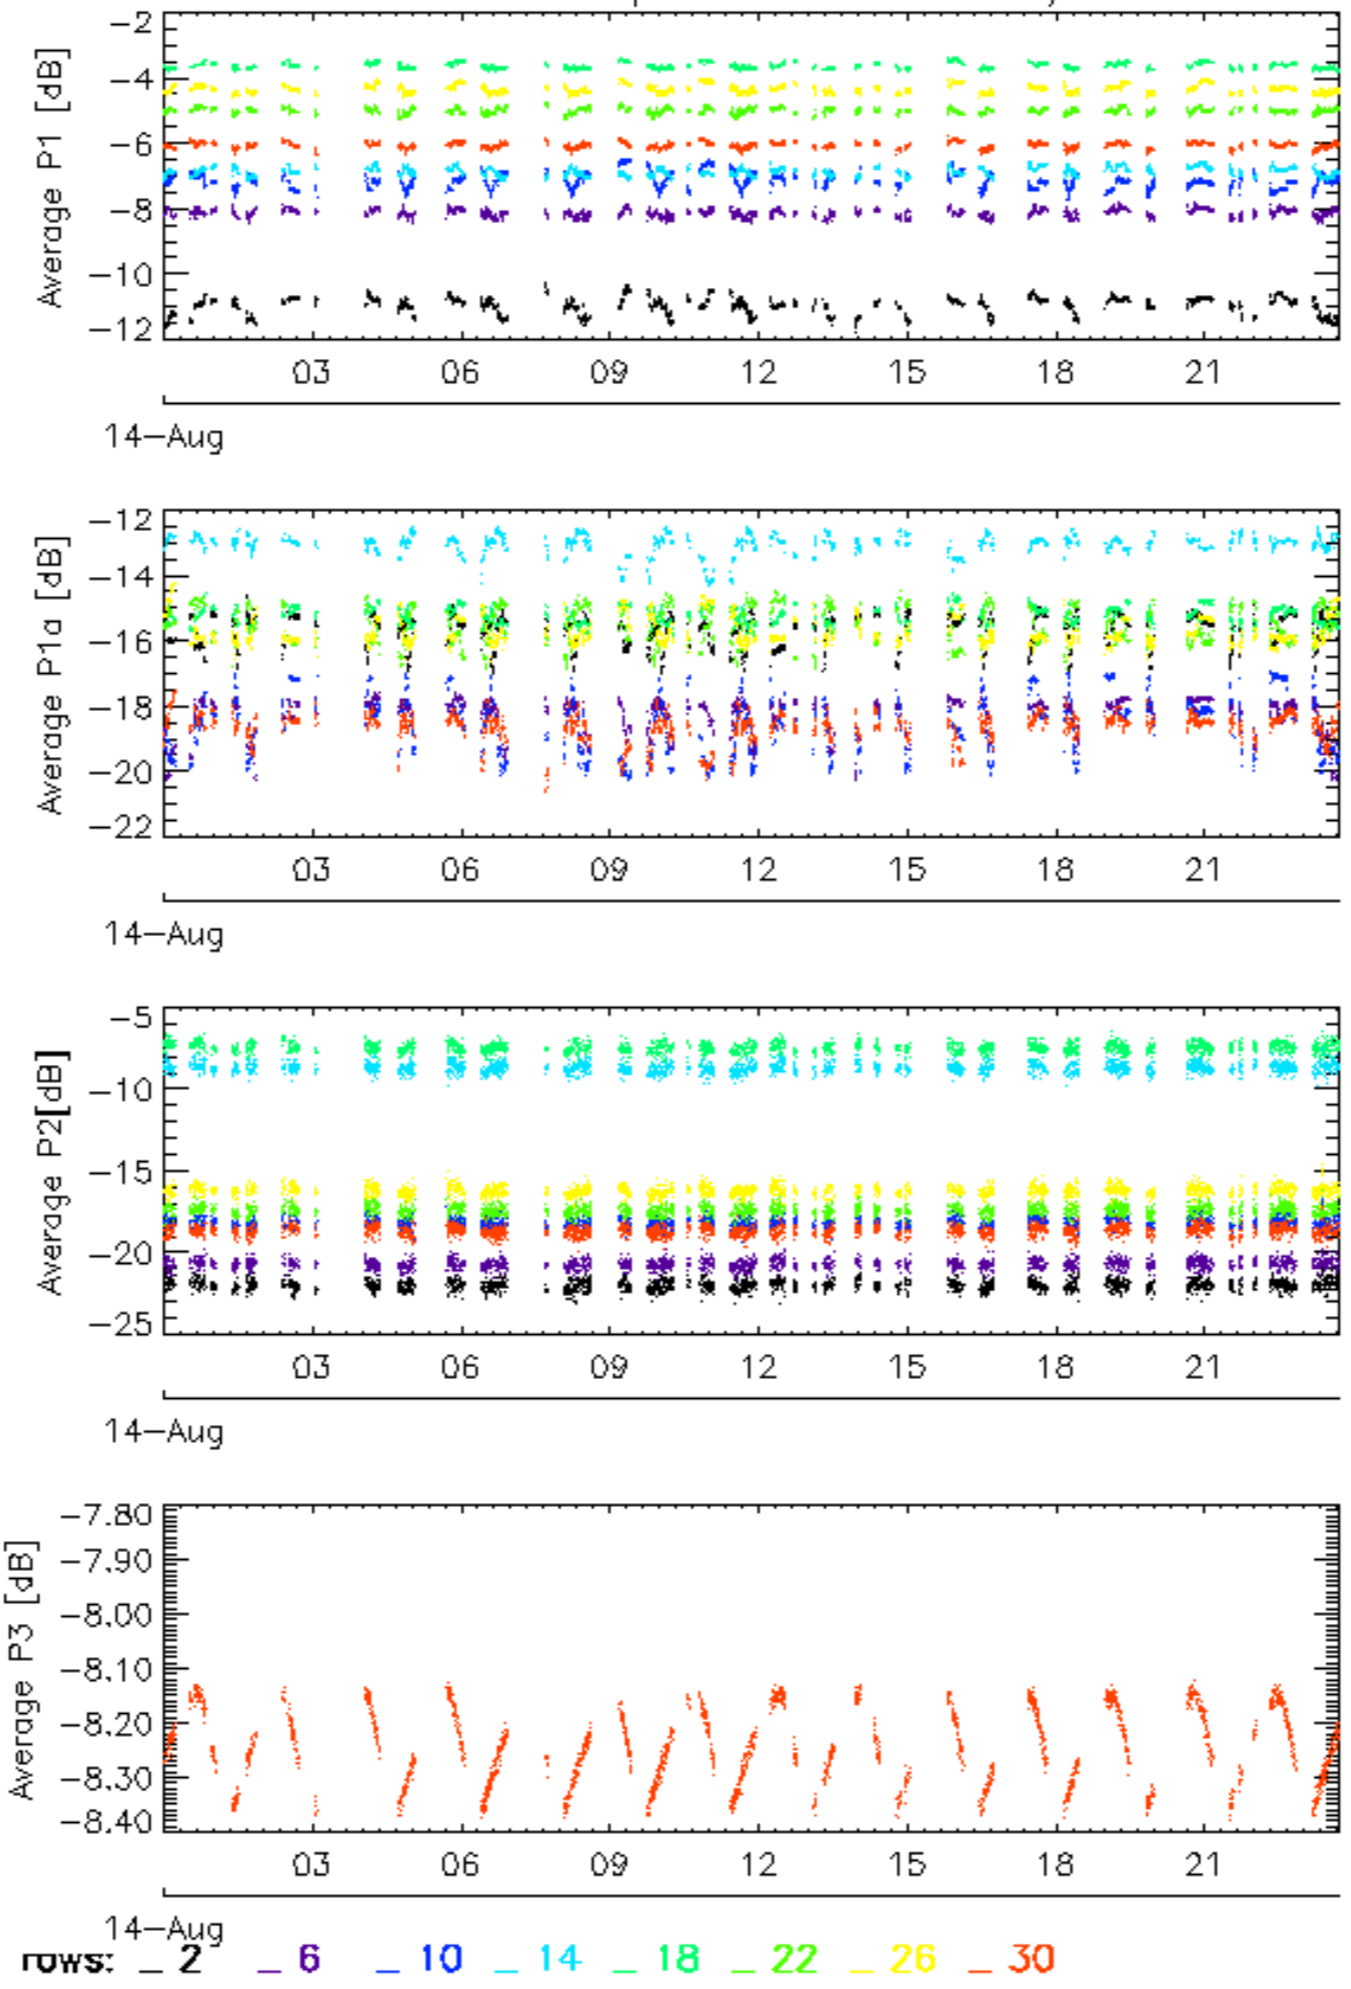 Average P1 [dB]
−2
−4
−6
−8
−10
−12
03 06 09 12 15 18 21
14−Aug
Average P1a [dB]
−12
−14
−16
−18
−20
−22
03 06 09 12 15 18 21
14−Aug
Average P2[dB]
−5
−10
−15
−20
−25
03 06 09 12 15 18 21
14−Aug
Average P3 [dB]
−7.80
−7.90
−8.00
−8.10
−8.20
−8.30
−8.40
03 06 09 12 15 18 21
14−Aug
rows: _ 2 _ 6 _ 10 _ 14 _ 18 _ 22 _ 26 _ 30